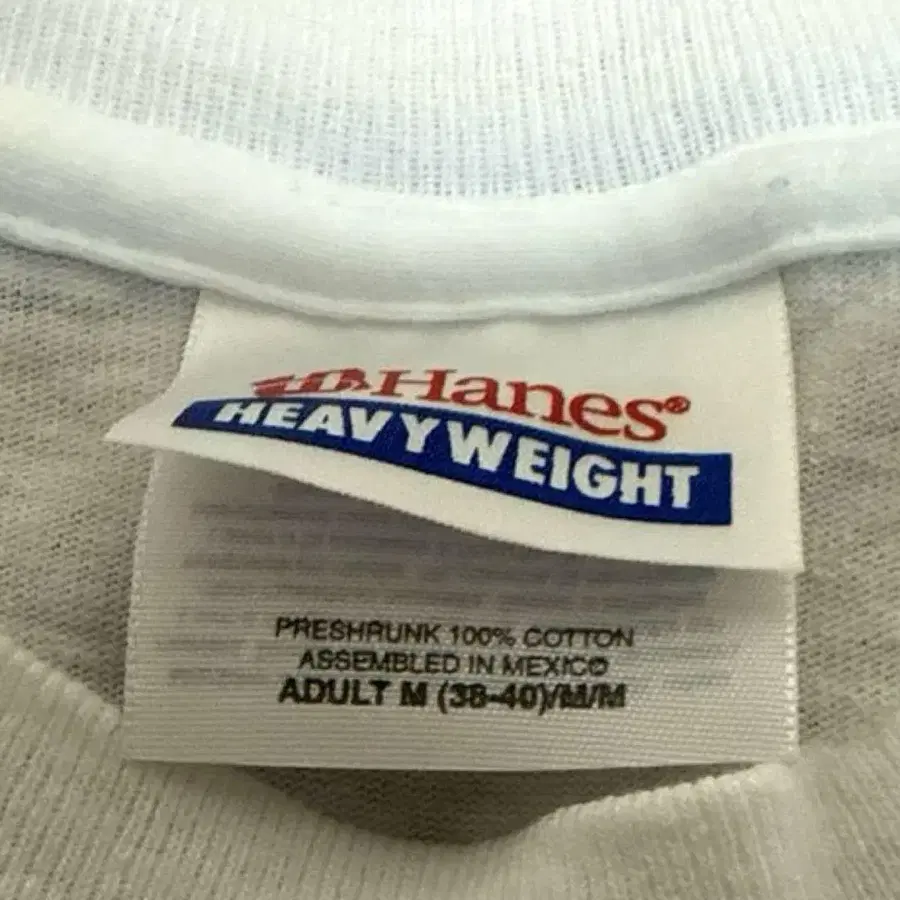 Hanes®
HEAVYWEIGHT
PRESHRUNK 100% COTTON
ASSEMBLED IN MEXICO
ADULT M (38-40)/M/M